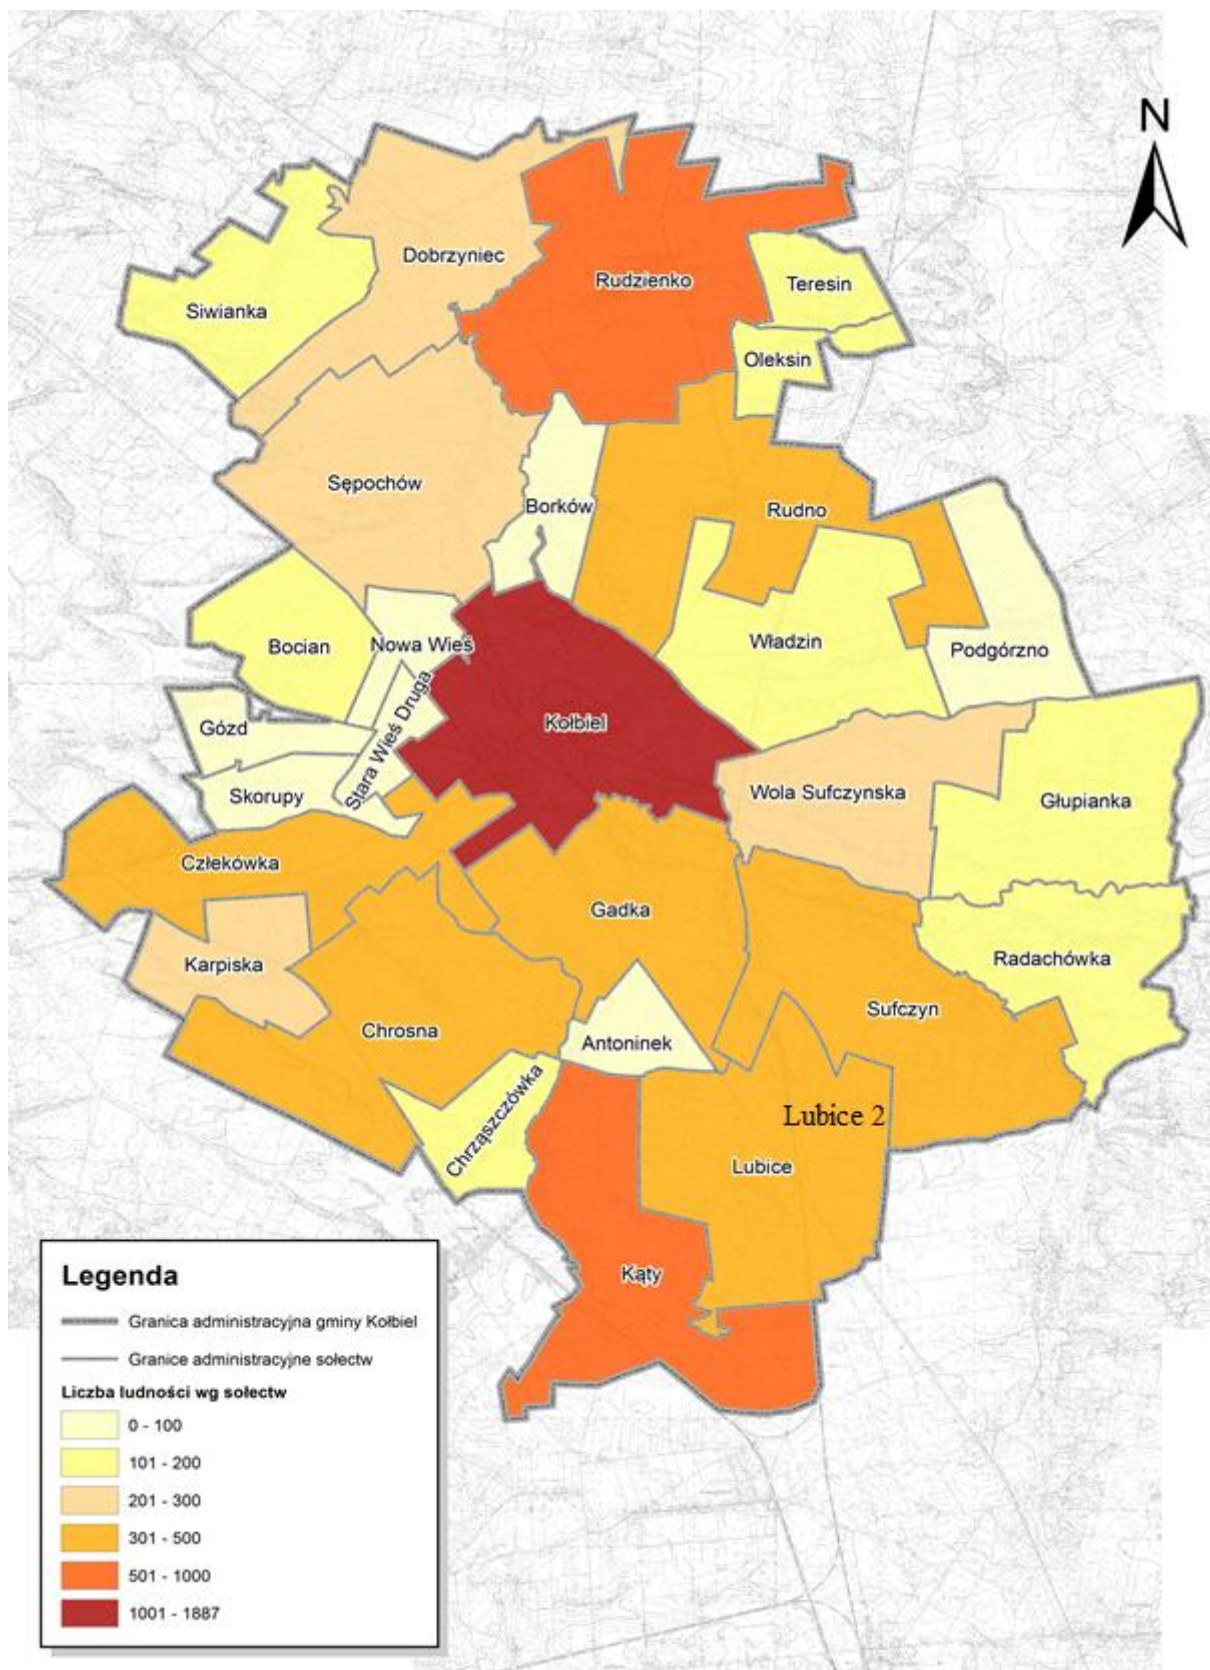 N
Dobrzyniec
Rudzienko
Teresin
Siwianka
Oleksin
Sępochów
Borków
Rudno
Bocian
Nowa Wieś
Władzin
Podgórzno
Gózd
Stara Wieś Druga
Kołbiel
Skorupy
Wola Sufczynska
Głupianka
Człekówka
Gadka
Karpiska
Radachówka
Chrosna
Sufczyn
Antoninek
Chrząszczówka
Lubice 2
Lubice
Kąty
Legenda
Granica administracyjna gminy Kołbiel
Granice administracyjne sołectw
Liczba ludności wg sołectw
0 - 100
101 - 200
201 - 300
301 - 500
501 - 1000
1001 - 1887